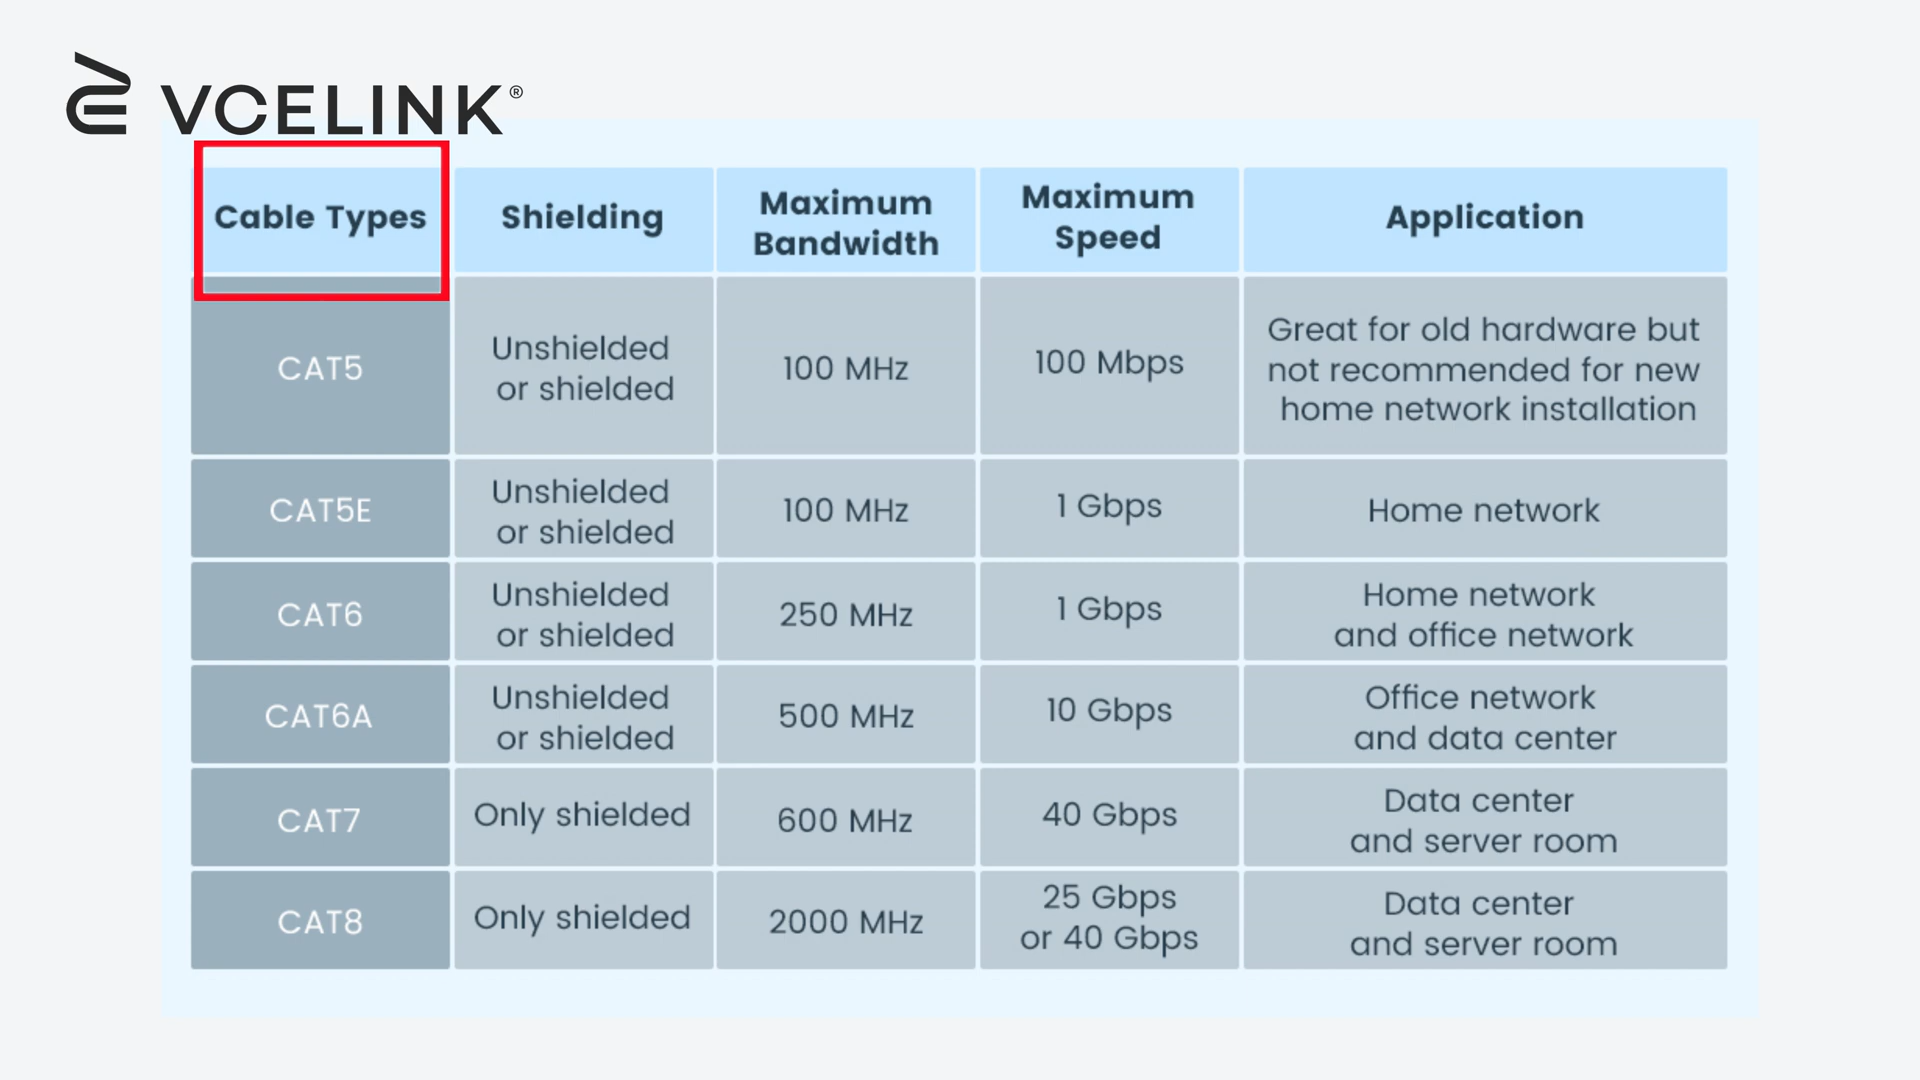 VCELINK®
Cable Types
Shielding
Maximum
Bandwidth
Maximum
Speed
Application
CAT5
Unshielded
or shielded
100 MHz
100 Mbps
Great for old hardware but
not recommended for new
home network installation
CAT5E
Unshielded
or shielded
100 MHz
1 Gbps
Home network
CAT6
Unshielded
or shielded
250 MHz
1 Gbps
Home network
and office network
CAT6A
Unshielded
or shielded
500 MHz
10 Gbps
Office network
and data center
CAT7
Only shielded
600 MHz
40 Gbps
Data center
and server room
CAT8
Only shielded
2000 MHz
25 Gbps
or 40 Gbps
Data center
and server room